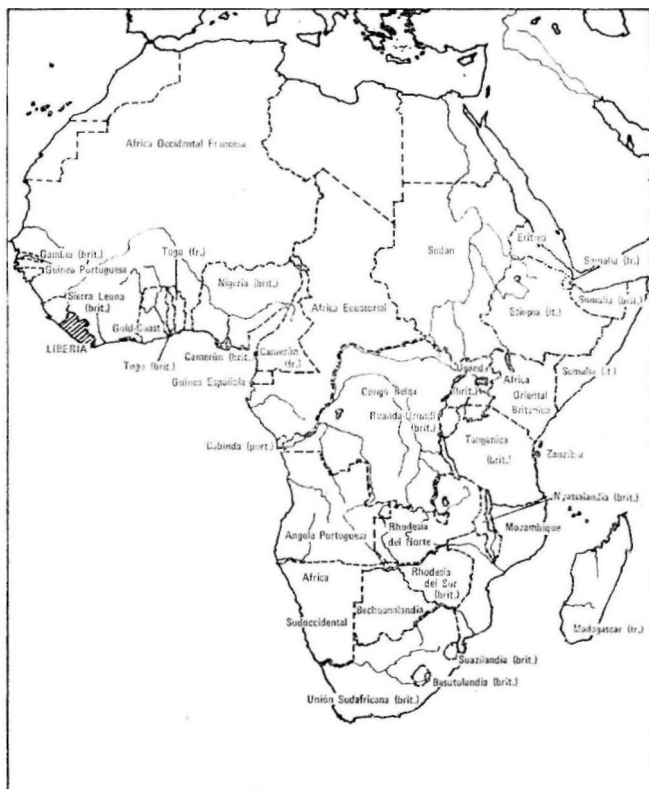 Africa Occidental Francesa
Gambia (brit.)
Guinea Portuguesa
Sierra Leona
(brit.)
LIBERIA
Gold-Coast
Togo (fr.)
Togo (brit.)
Nigeria (brit.)
Camerún (brit.)
Camerún
(fr.)
Guinea Española
Africa Ecuatorial
Sudan
Eritrea
Somalia (fr.)
Somalia (brit.)
Etiopia (it.)
Somalia (it.)
Uganda
(brit.)
Africa
Oriental
Britanica
Congo Belga
Ruanda-Urundi
(brit.)
Cabinda (port.)
Tanganica
(brit.)
Zanzibar
Nyassalandia (brit.)
Angola Portuguesa
Rhodesia
del Norte
Mozambique
Africa
Sudoccidental
Rhodesia
del Sur
(brit.)
Bechuanalandia
Madagascar (fr.)
Suazilandia (brit.)
Basutolandia (brit.)
Unión Sudafricana (brit.)